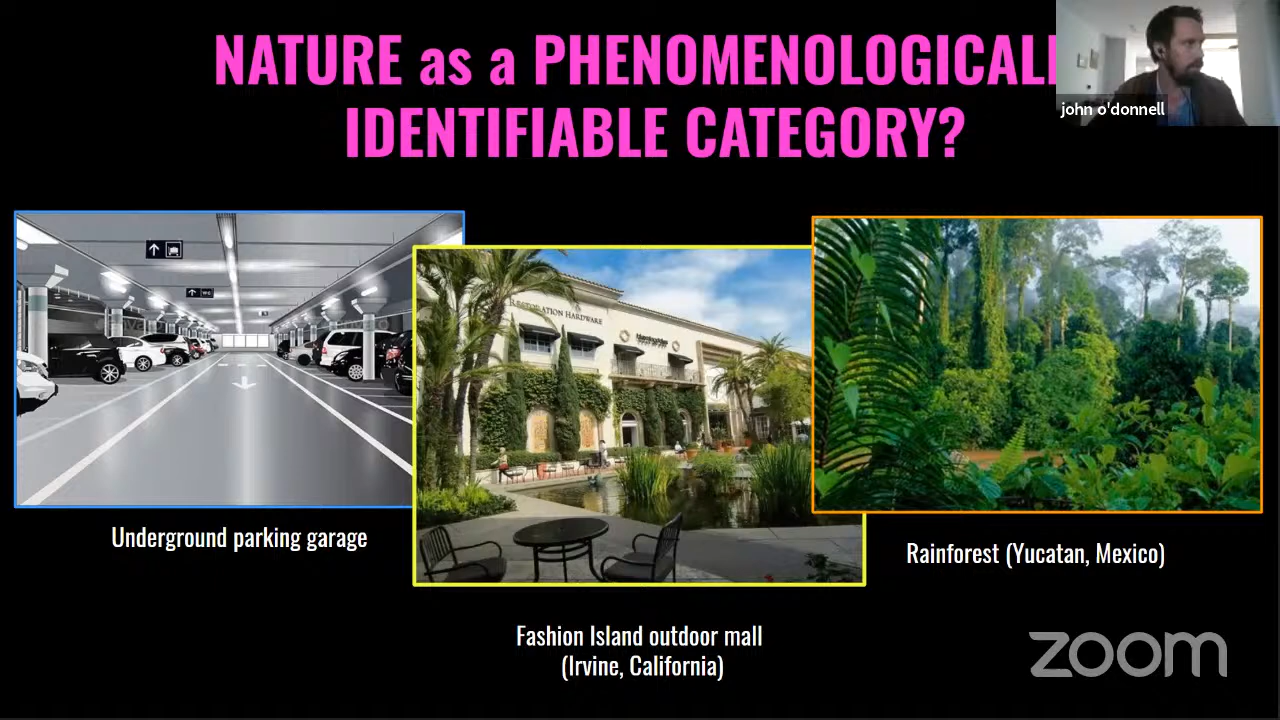 NATURE as a PHENOMENOLOGICALL
IDENTIFIABLE CATEGORY?
john o'donnell
WC
RESTORATION HARDWARE
Underground parking garage
Rainforest (Yucatan, Mexico)
Fashion Island outdoor mall
(Irvine, California)
zoom